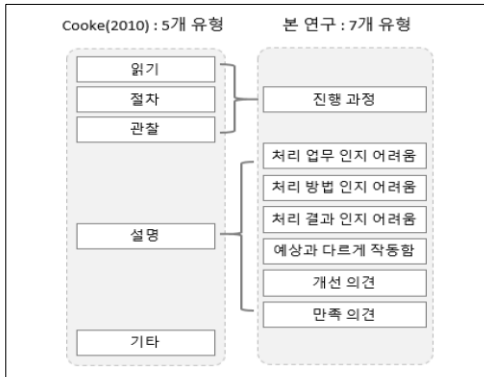 Cooke(2010) : 5개 유형
본 연구 : 7개 유형
읽기
절차
관찰
설명
기타
진행 과정
처리 업무 인지 어려움
처리 방법 인지 어려움
처리 결과 인지 어려움
예상과 다르게 작동함
개선 의견
만족 의견